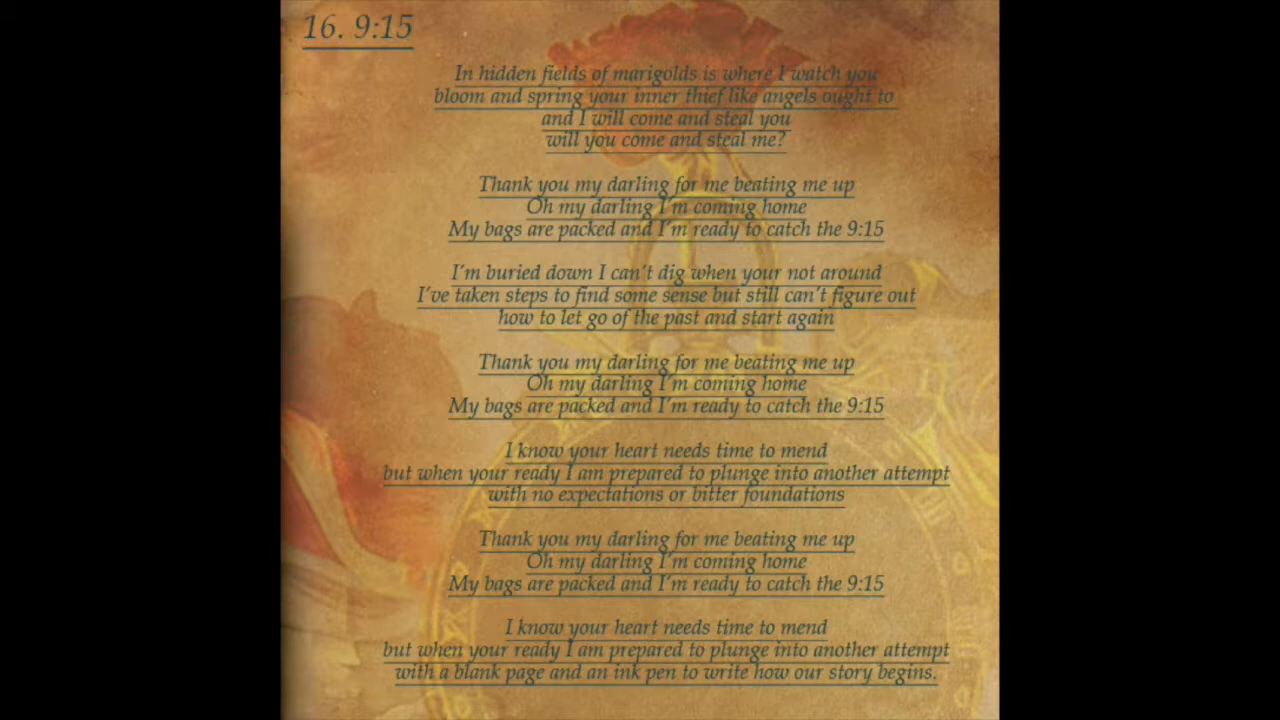 16. 9:15
In hidden fields of marigolds is where I watch you
bloom and spring your inner thief like angels ought to
and I will come and steal you
will you come and steal me?
Thank you my darling for me beating me up
Oh my darling I'm coming home
My bags are packed and I'm ready to catch the 9:15
I'm buried down I can't dig when your not around
I've taken steps to find some sense but still can't figure out
how to let go of the past and start again
Thank you my darling for me beating me up
Oh my darling I'm coming home
My bags are packed and I'm ready to catch the 9:15
I know your heart needs time to mend
but when your ready I am prepared to plunge into another attempt
with no expectations or bitter foundations
Thank you my darling for me beating me up
Oh my darling I'm coming home
My bags are packed and I'm ready to catch the 9:15
I know your heart needs time to mend
but when your ready I am prepared to plunge into another attempt
with a blank page and an ink pen to write how our story begins.